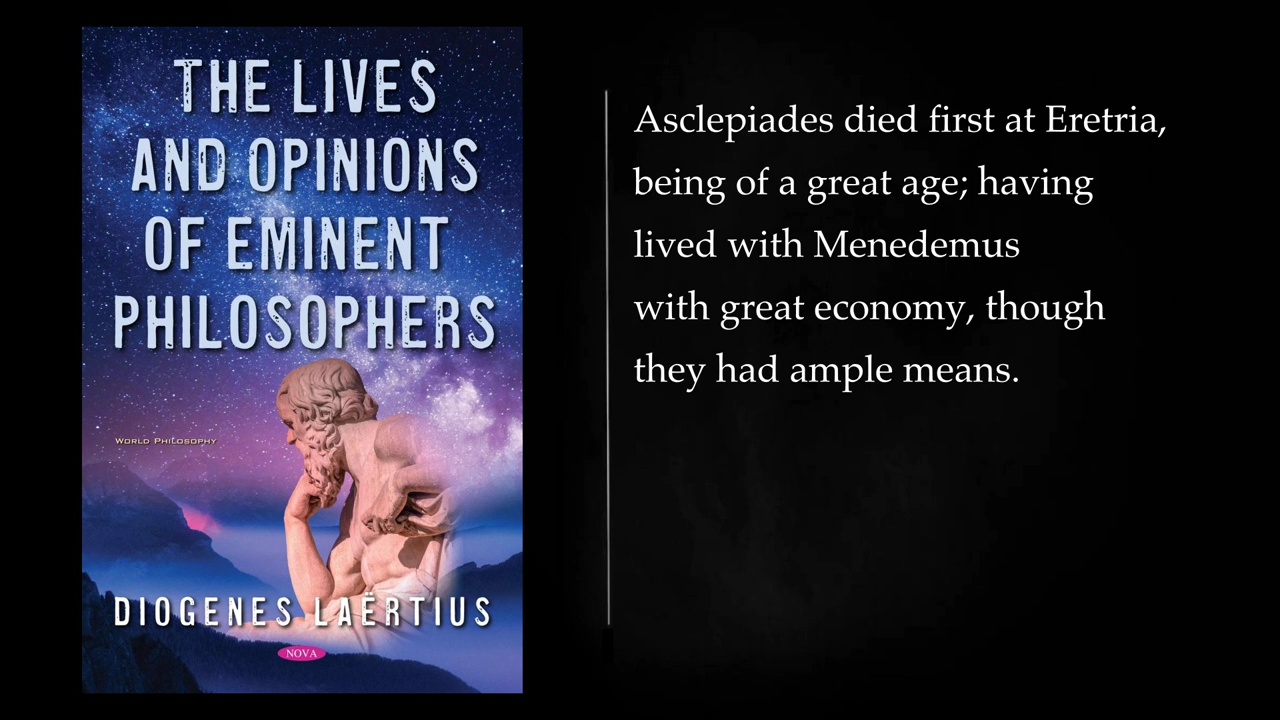 THE LIVES
AND OPINIONS
OF EMINENT
PHILOSOPHERS
WORLD PHILOSOPHY
DIOGENES LAËRTIUS
NOVA
Asclepiades died first at Eretria,
being of a great age; having
lived with Menedemus
with great economy, though
they had ample means.